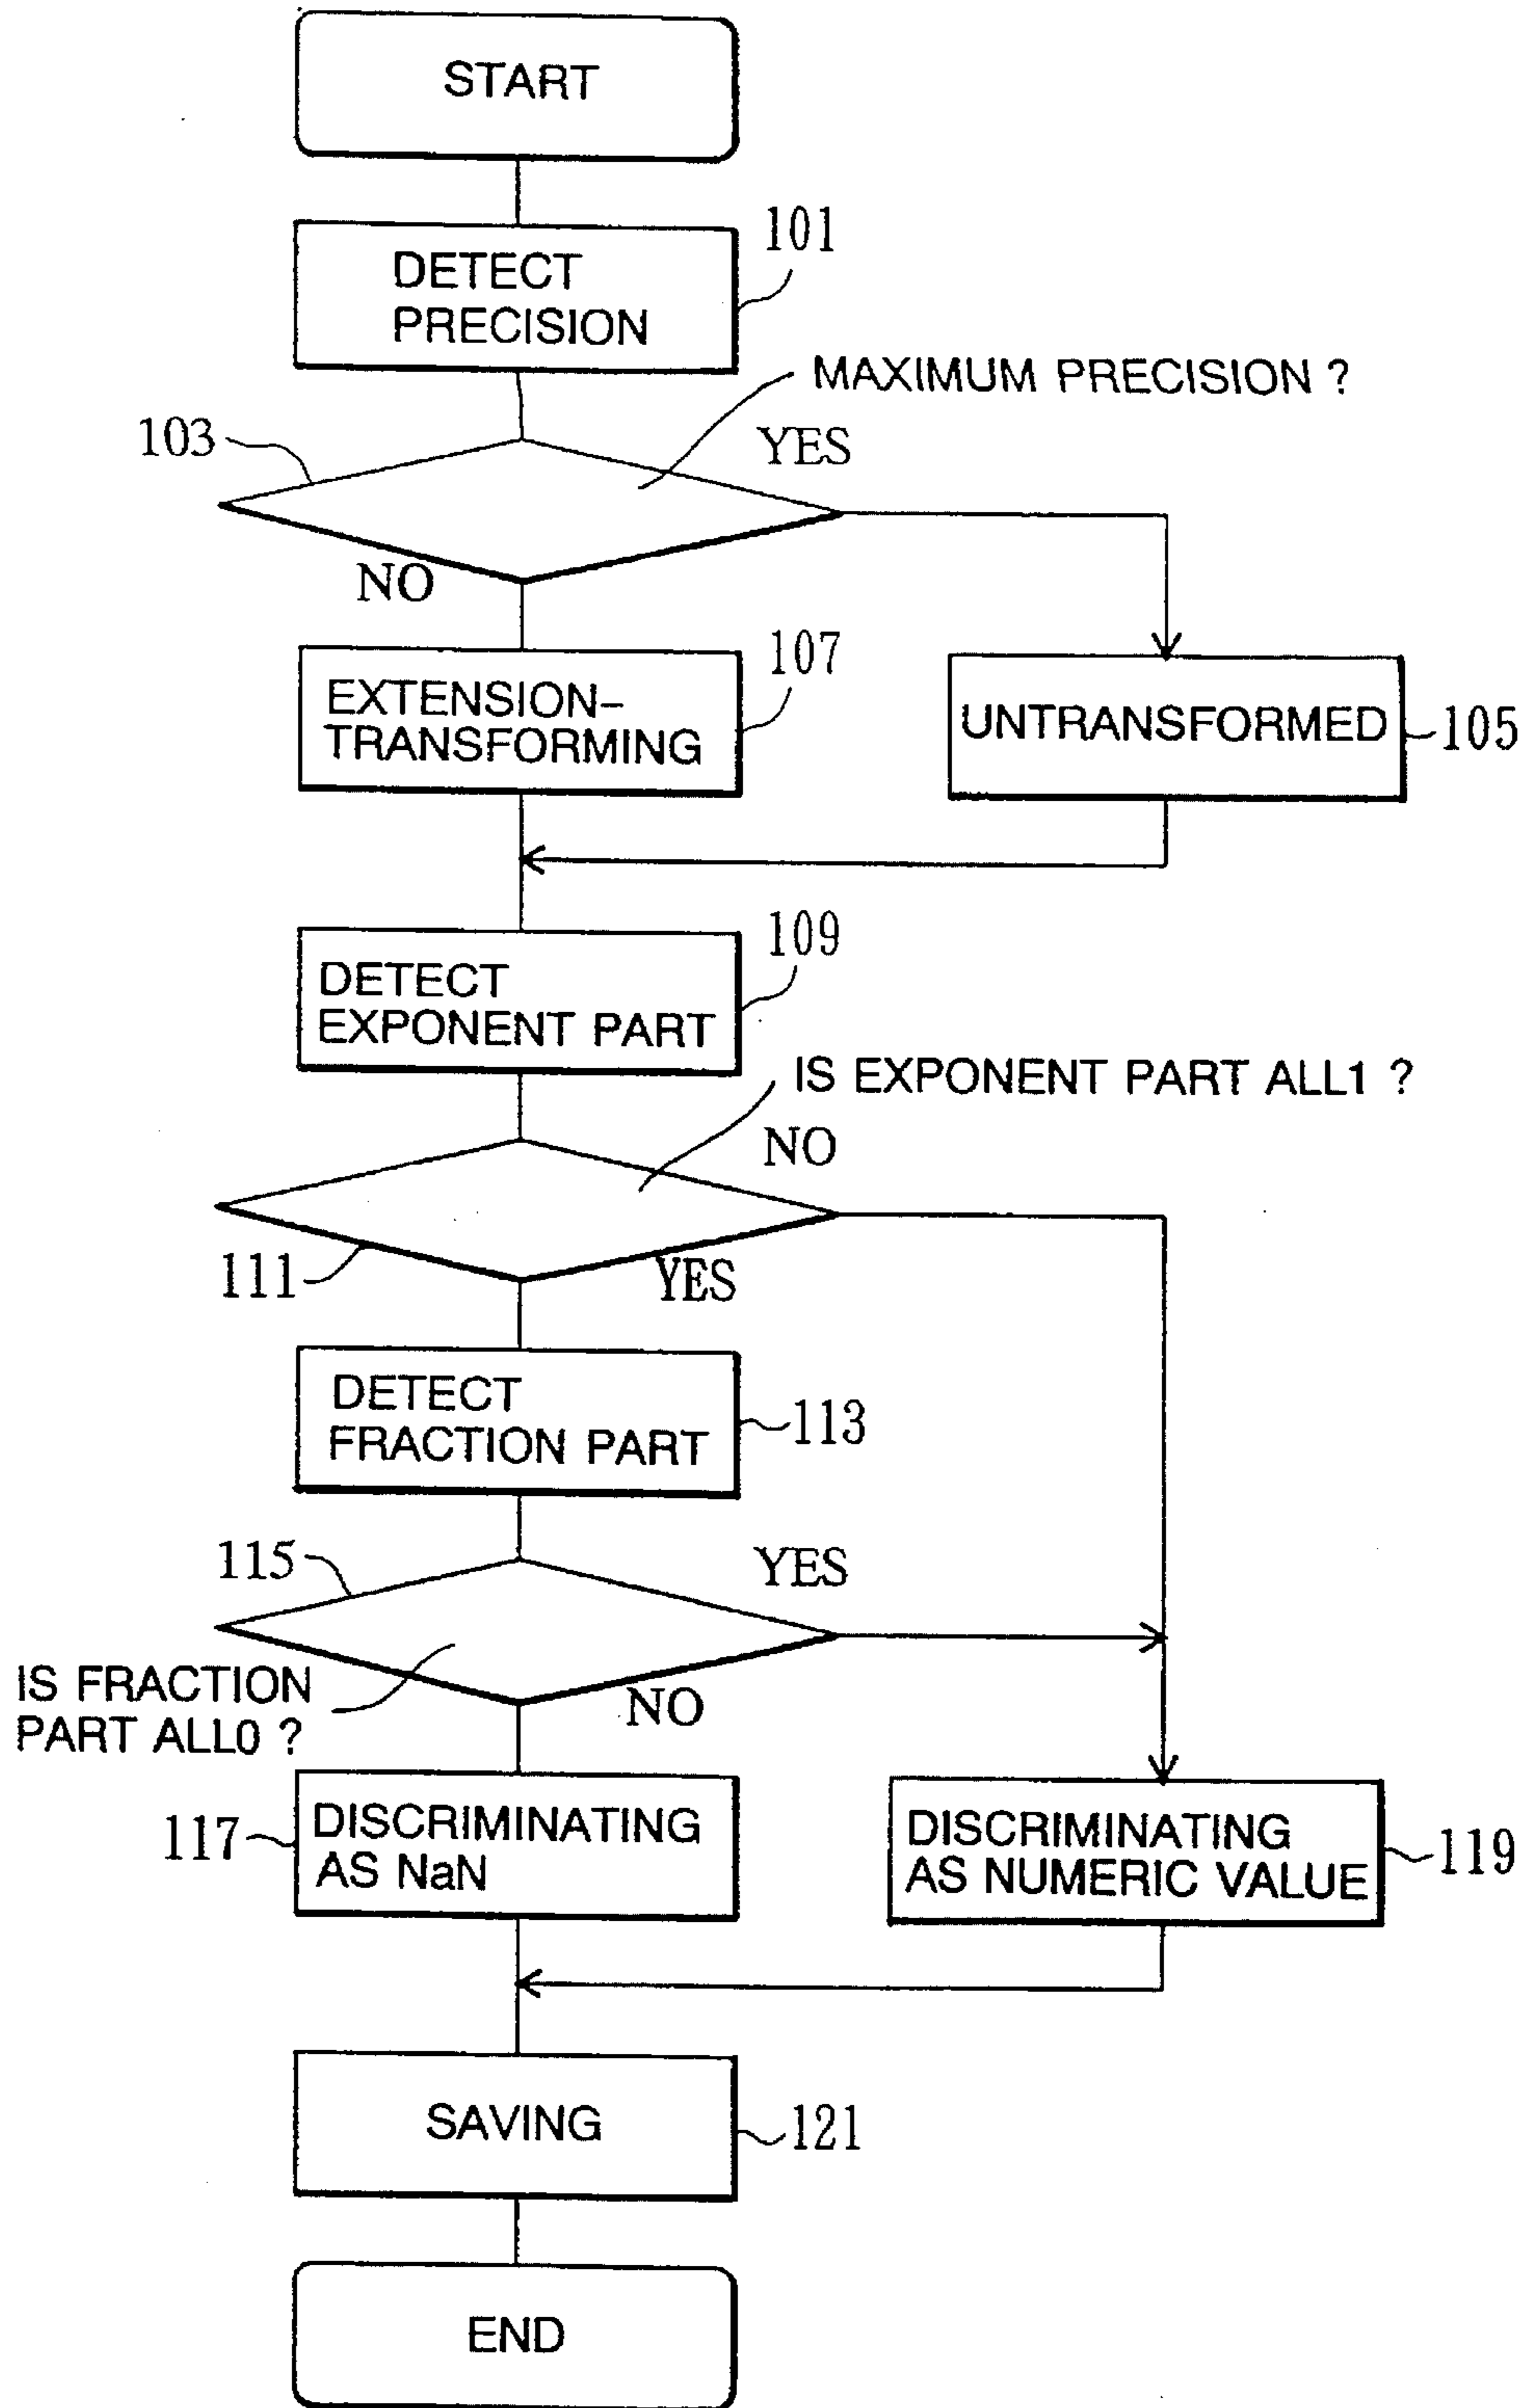 START
DETECT
PRECISION
101
MAXIMUM PRECISION ?
103
YES
NO
EXTENSION-
TRANSFORMING
107
UNTRANSFORMED
105
DETECT
EXPONENT PART
109
IS EXPONENT PART ALL1 ?
NO
111
YES
DETECT
FRACTION PART
113
115
YES
IS FRACTION
PART ALL0 ?
NO
117
DISCRIMINATING
AS NaN
DISCRIMINATING
AS NUMERIC VALUE
119
SAVING
121
END